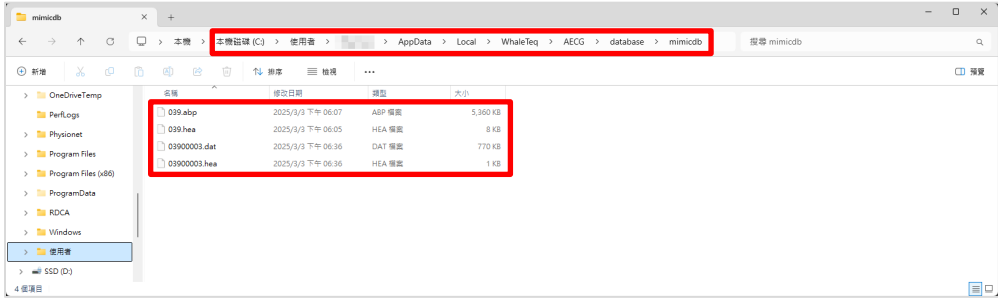 mimicdb
本機 > 本機磁碟 (C:) > 使用者 > > AppData > Local > WhaleTeq > AECG > database > mimicdb 搜尋 mimicdb
新增 排序 檢視 ... 預覽
名稱 修改日期 類型 大小
OneDriveTemp
PerfLogs
Physionet
Program Files
Program Files (x86)
ProgramData
RDCA
Windows
使用者
SSD (D:)
039.abp 2025/3/3 下午 06:07 ABP 檔案 5,360 KB
039.hea 2025/3/3 下午 06:05 HEA 檔案 8 KB
03900003.dat 2025/3/3 下午 06:36 DAT 檔案 770 KB
03900003.hea 2025/3/3 下午 06:36 HEA 檔案 1 KB
4 個項目